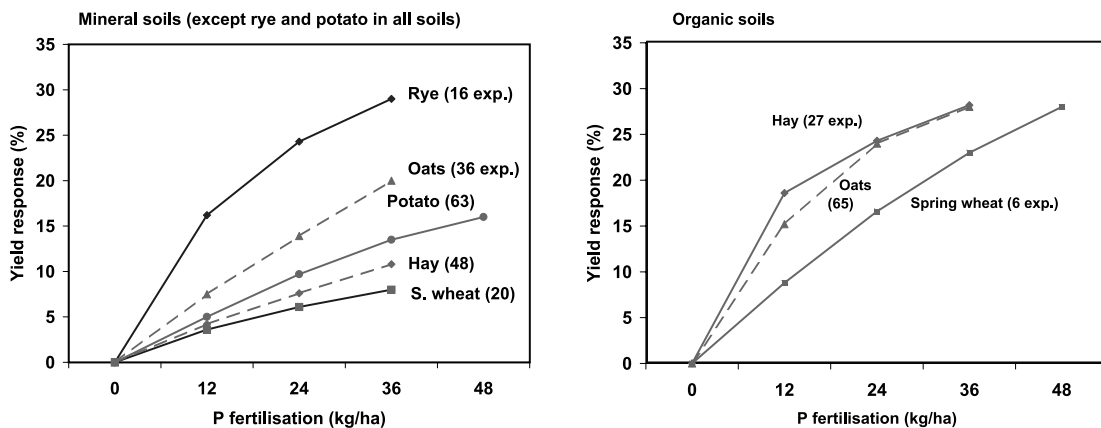 Mineral soils (except rye and potato in all soils)
Yield response (%)
35
30
25
20
15
10
5
0
Rye (16 exp.)
Oats (36 exp.)
Potato (63)
Hay (48)
S. wheat (20)
0 12 24 36 48
P fertilisation (kg/ha)
Organic soils
Yield response (%)
35
30
25
20
15
10
5
0
Hay (27 exp.)
Oats
(65)
Spring wheat (6 exp.)
0 12 24 36 48
P fertilisation (kg/ha)